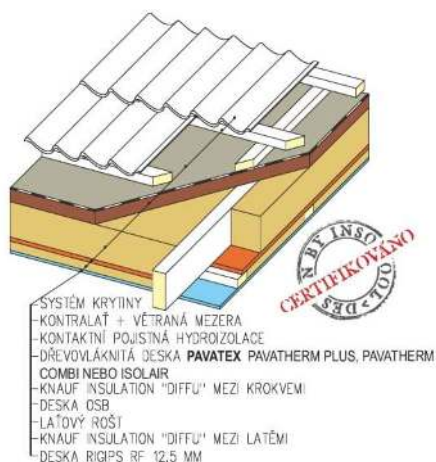 SYSTÉM KRYTINY
KONTRALAŤ + VĚTRANÁ MEZERA
KONTAKTNÍ POJISTNÁ HYDROIZOLACE
DŘEVOVLÁKNITÁ DESKA PAVATEX PAVATHERM PLUS, PAVATHERM
COMBI NEBO ISOLAIR
KNAUF INSULATION "DIFFU" MEZI KROKVEMI
DESKA OSB
LAŤOVÝ ROŠT
KNAUF INSULATION "DIFFU" MEZI LATĚMI
DESKA RIGIPS RF 12,5 MM
CERTIFIKOVÁNO
BY